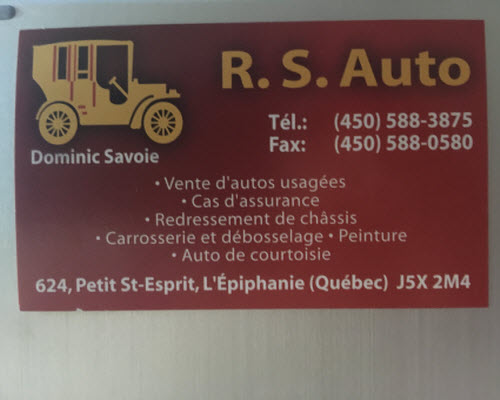 R. S. Auto
Tél.: (450) 588-3875
Fax: (450) 588-0580
Dominic Savoie
• Vente d'autos usagées
• Cas d'assurance
• Redressement de châssis
• Carrosserie et débosselage • Peinture
• Auto de courtoisie
624, Petit St-Esprit, L'Épiphanie (Québec) J5X 2M4